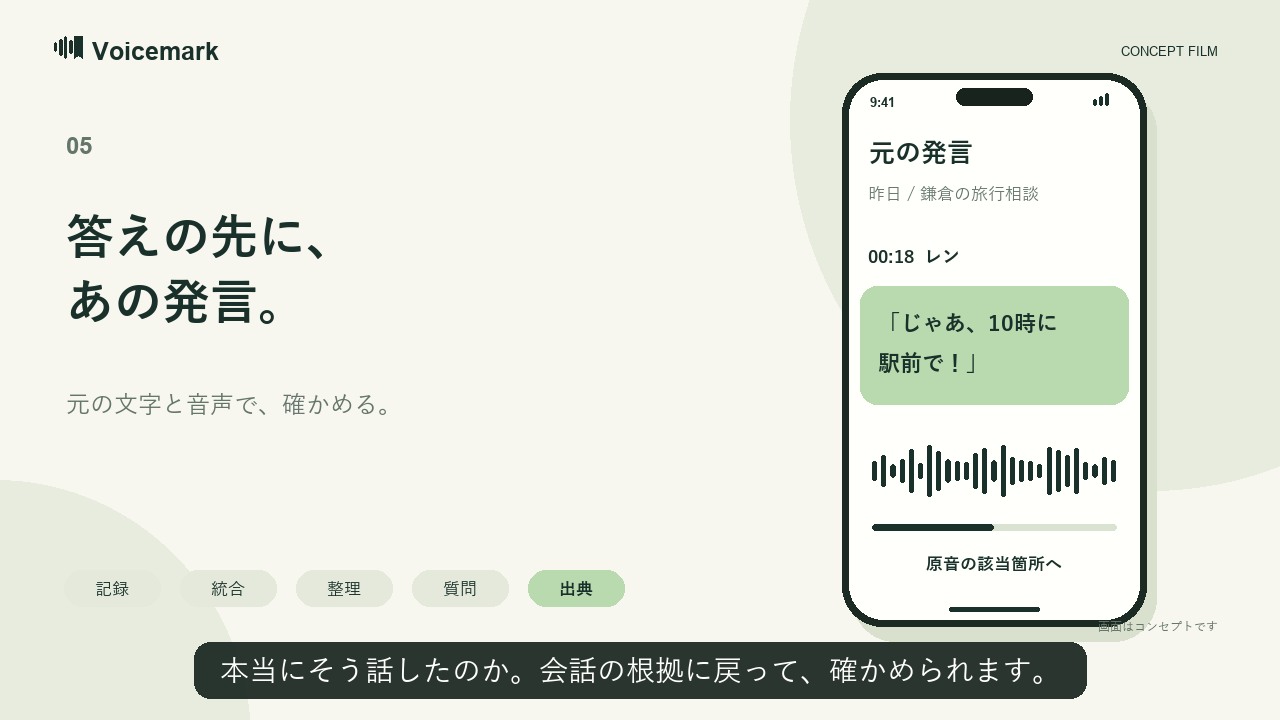 Voicemark
CONCEPT FILM
05
答えの先に、
あの発言。
元の文字と音声で、確かめる。
記録
統合
整理
質問
出典
9:41
元の発言
昨日 / 鎌倉の旅行相談
00:18 レン
「じゃあ、10時に
駅前で！」
原音の該当箇所へ
画面はコンセプトです
本当にそう話したのか。会話の根拠に戻って、確かめられます。